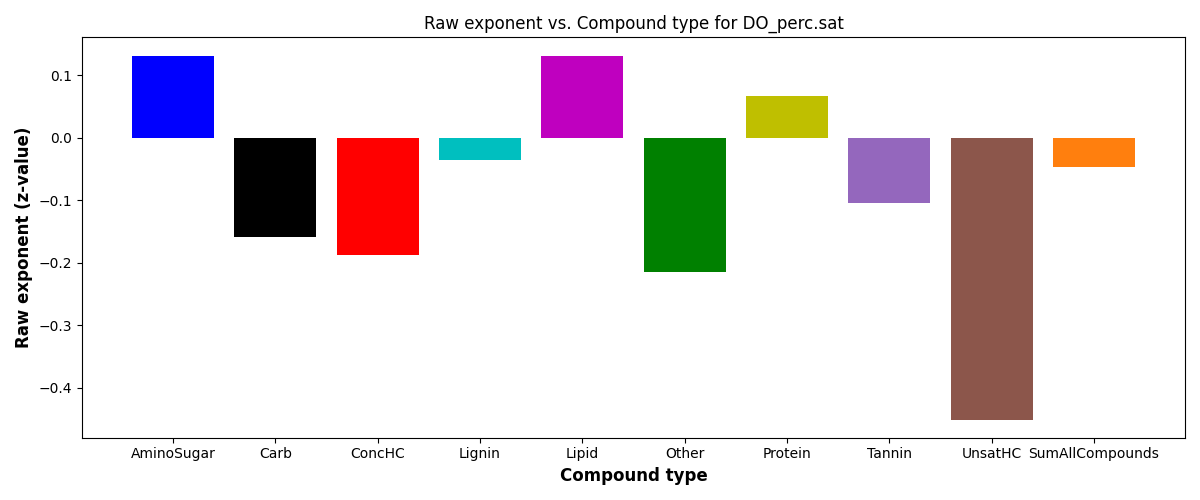 Raw exponent vs. Compound type for DO_perc.sat
Raw exponent (z-value)
0.1
0.0
−0.1
−0.2
−0.3
−0.4
AminoSugar Carb ConcHC Lignin Lipid Other Protein Tannin UnsatHC SumAllCompounds
Compound type